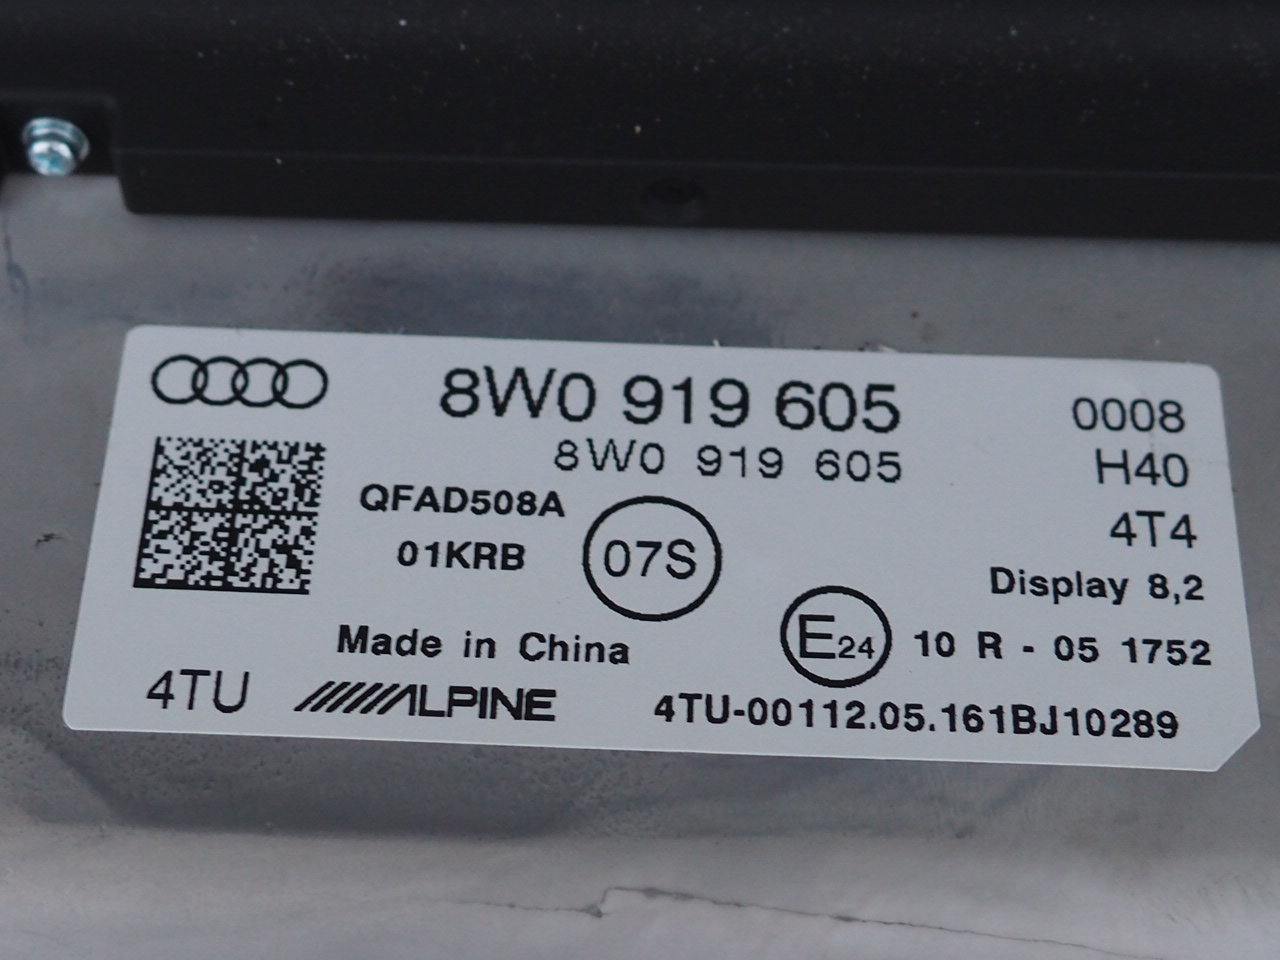 8W0 919 605
0008
8W0 919 605
H40
QFAD508A
01KRB
07S
4T4
Display 8,2
Made in China
E24
10 R - 05 1752
4TU
ALPINE
4TU-00112.05.161BJ10289